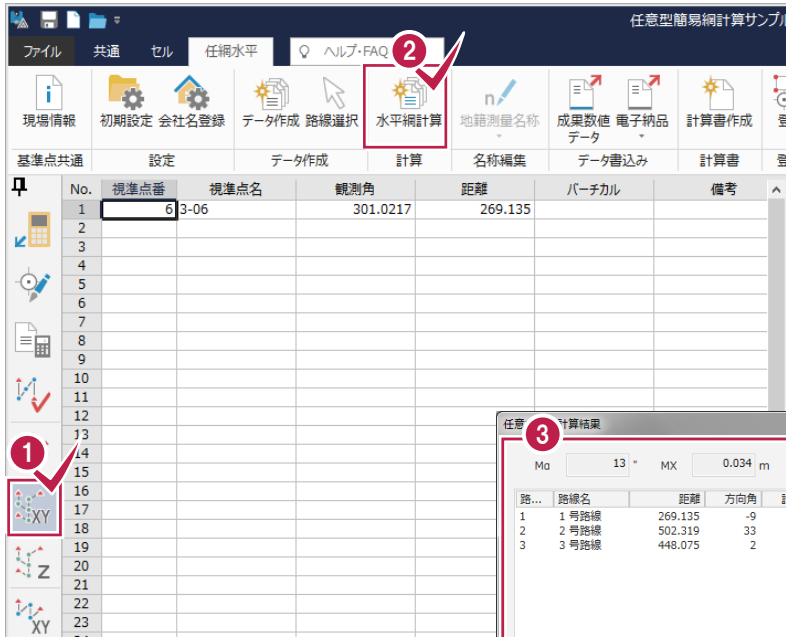 任意型簡易網計算サンプル
ファイル 共通 セル 任網水平 ヘルプ・FAQ 2
現場情報 初期設定 会社名登録 データ作成 路線選択 水平網計算 地籍測量名称 成果数値データ 電子納品 計算書作成
基準点共通 設定 データ作成 計算 名称編集 データ書込み 計算書
No. 視準点番 視準点名 観測角 距離 バーチカル 備考
1 6 3-06 301.0217 269.135
2
3
4
5
6
7
8
9
10
11
12
13
1
14
15
16
XY
17
18
19
Z
20
21
22
XY
23
3
計算結果
Mα 13 " MX 0.034 m
路... 路線名 距離 方向角
1 1 号路線 269.135 -9
2 2 号路線 502.319 33
3 3 号路線 448.075 2